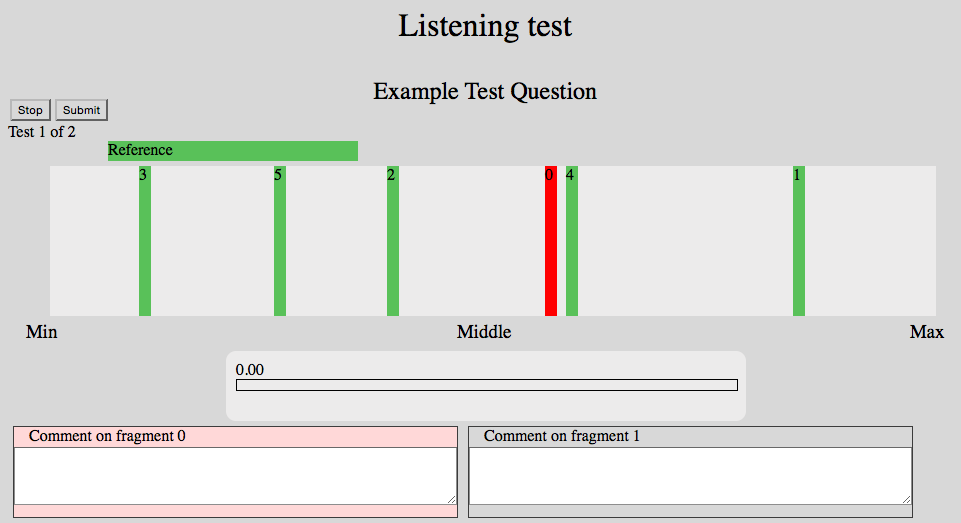 Listening test
Example Test Question
Stop Submit
Test 1 of 2
Reference
3 5 2 0 4 1
Min Middle Max
0.00
Comment on fragment 0 Comment on fragment 1